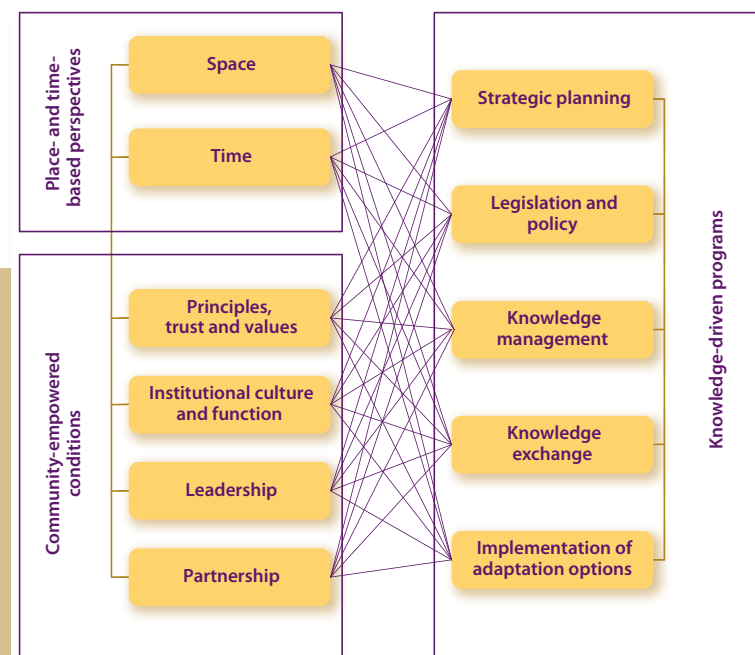 Place- and time-
based perspectives
Space
Time
Community-empowered
conditions
Principles,
trust and values
Institutional culture
and function
Leadership
Partnership
Strategic planning
Legislation and
policy
Knowledge
management
Knowledge
exchange
Implementation of
adaptation options
Knowledge-driven programs